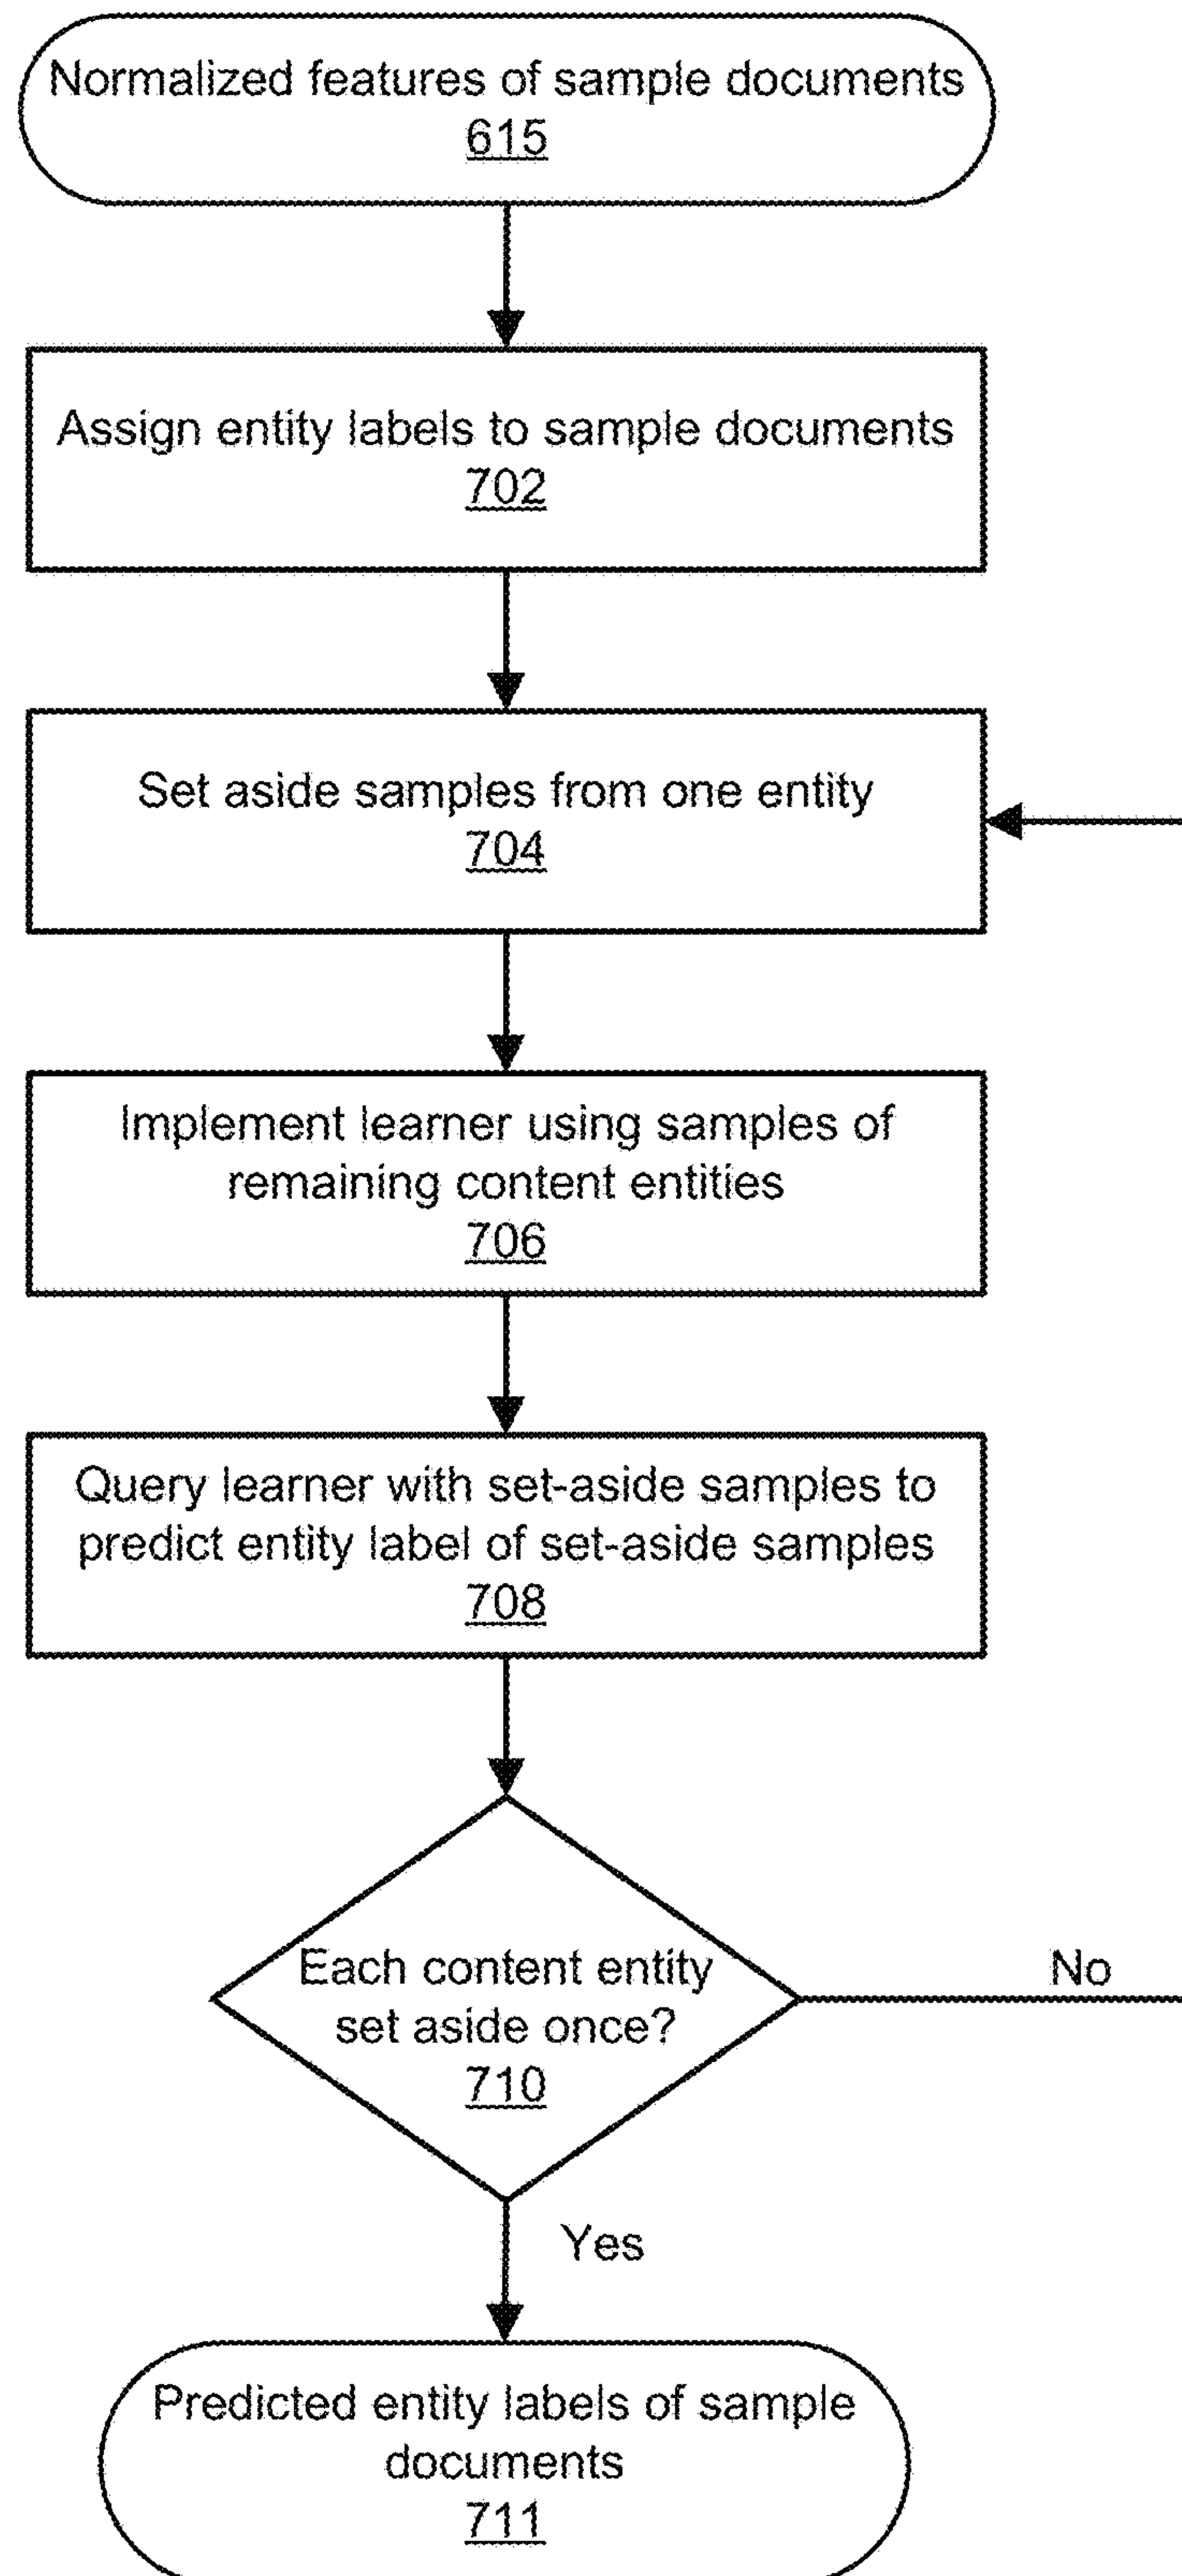 Normalized features of sample documents
615
Assign entity labels to sample documents
702
Set aside samples from one entity
704
Implement learner using samples of
remaining content entities
706
Query learner with set-aside samples to
predict entity label of set-aside samples
708
Each content entity
set aside once?
710
No
Yes
Predicted entity labels of sample
documents
711